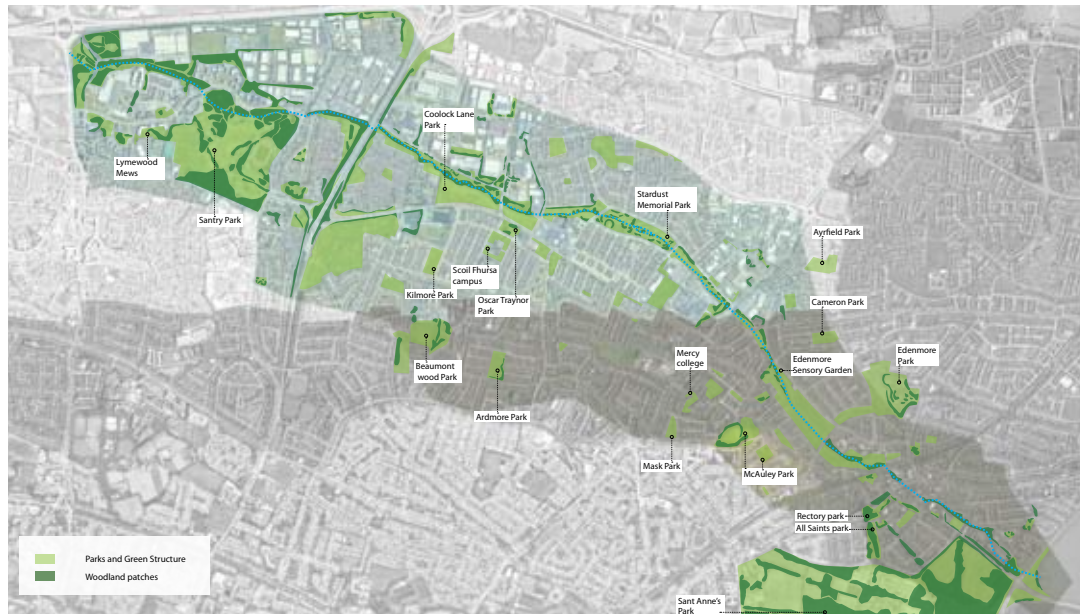 Coolock Lane
Park
Lymewood
Mews
Santry Park
Stardust
Memorial Park
Ayrfield Park
Scoil Fhursa
campus
Kilmore Park
Oscar Traynor
Park
Cameron Park
Beaumont
wood Park
Mercy
college
Edenmore
Sensory Garden
Edenmore
Park
Ardmore Park
Mask Park
McAuley Park
Rectory park
All Saints park
Sant Anne's
Park
Parks and Green Structure
Woodland patches